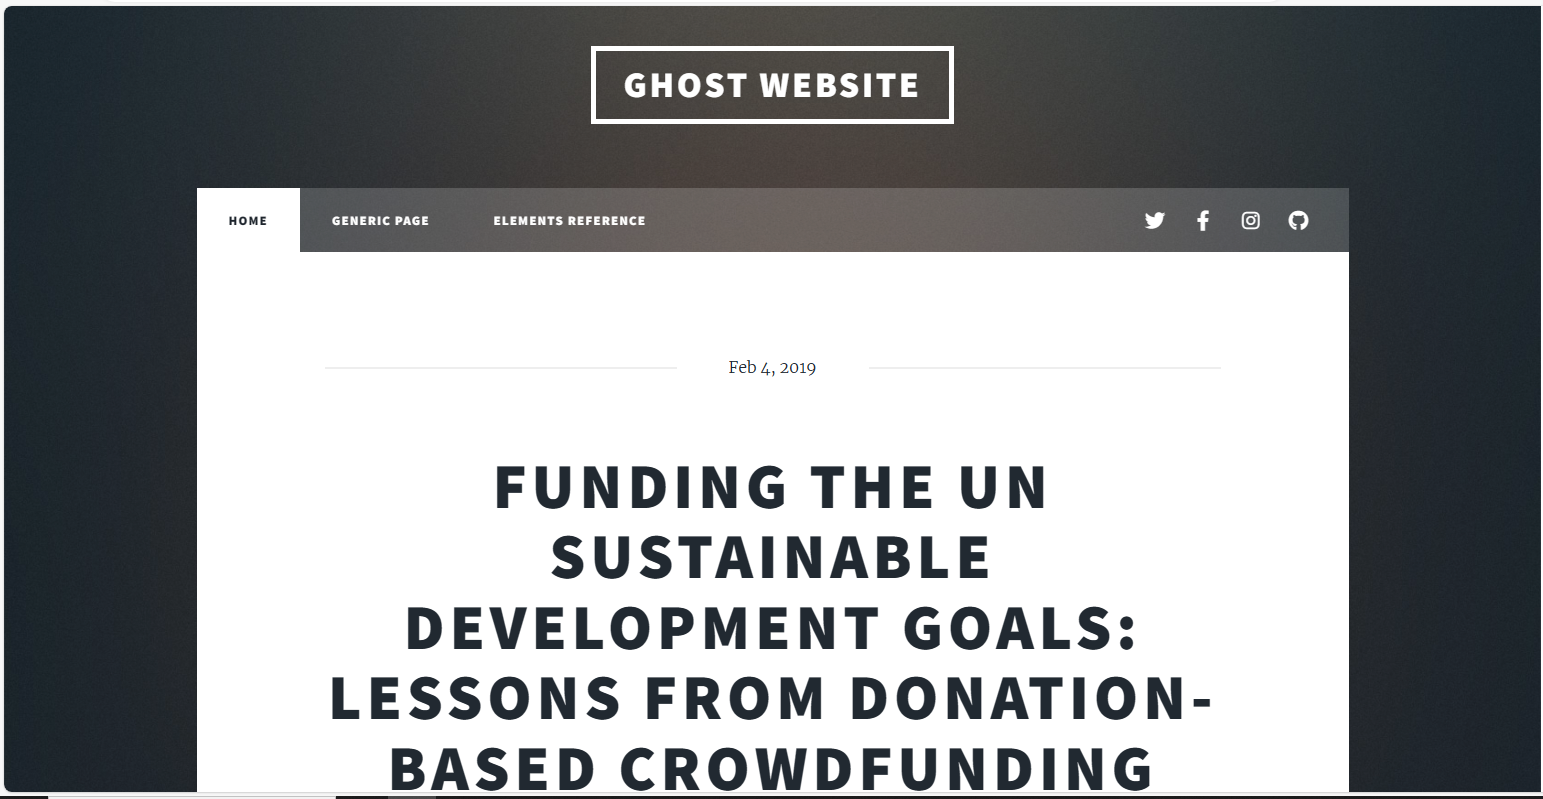 GHOST WEBSITE
HOME GENERIC PAGE ELEMENTS REFERENCE
Feb 4, 2019
FUNDING THE UN
SUSTAINABLE
DEVELOPMENT GOALS:
LESSONS FROM DONATION-
BASED CROWDFUNDING